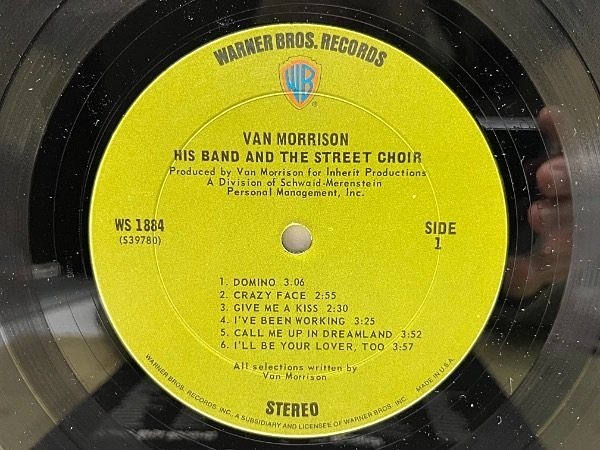 WARNER BROS. RECORDS
WB
®
VAN MORRISON
HIS BAND AND THE STREET CHOIR
Produced by Van Morrison for Inherit Productions
A Division of Schwaid-Merenstein
Personal Management, Inc.
WS 1884
(S39780)
SIDE
1
1. DOMINO 3:06
2. CRAZY FACE 2:55
3. GIVE ME A KISS 2:30
4. I'VE BEEN WORKING 3:25
5. CALL ME UP IN DREAMLAND 3:52
6. I'LL BE YOUR LOVER, TOO 3:57
All selections written by
Van Morrison
STEREO
WARNER BROS. RECORDS INC. A SUBSIDIARY AND LICENSEE OF WARNER BROS. INC. MADE IN U.S.A.